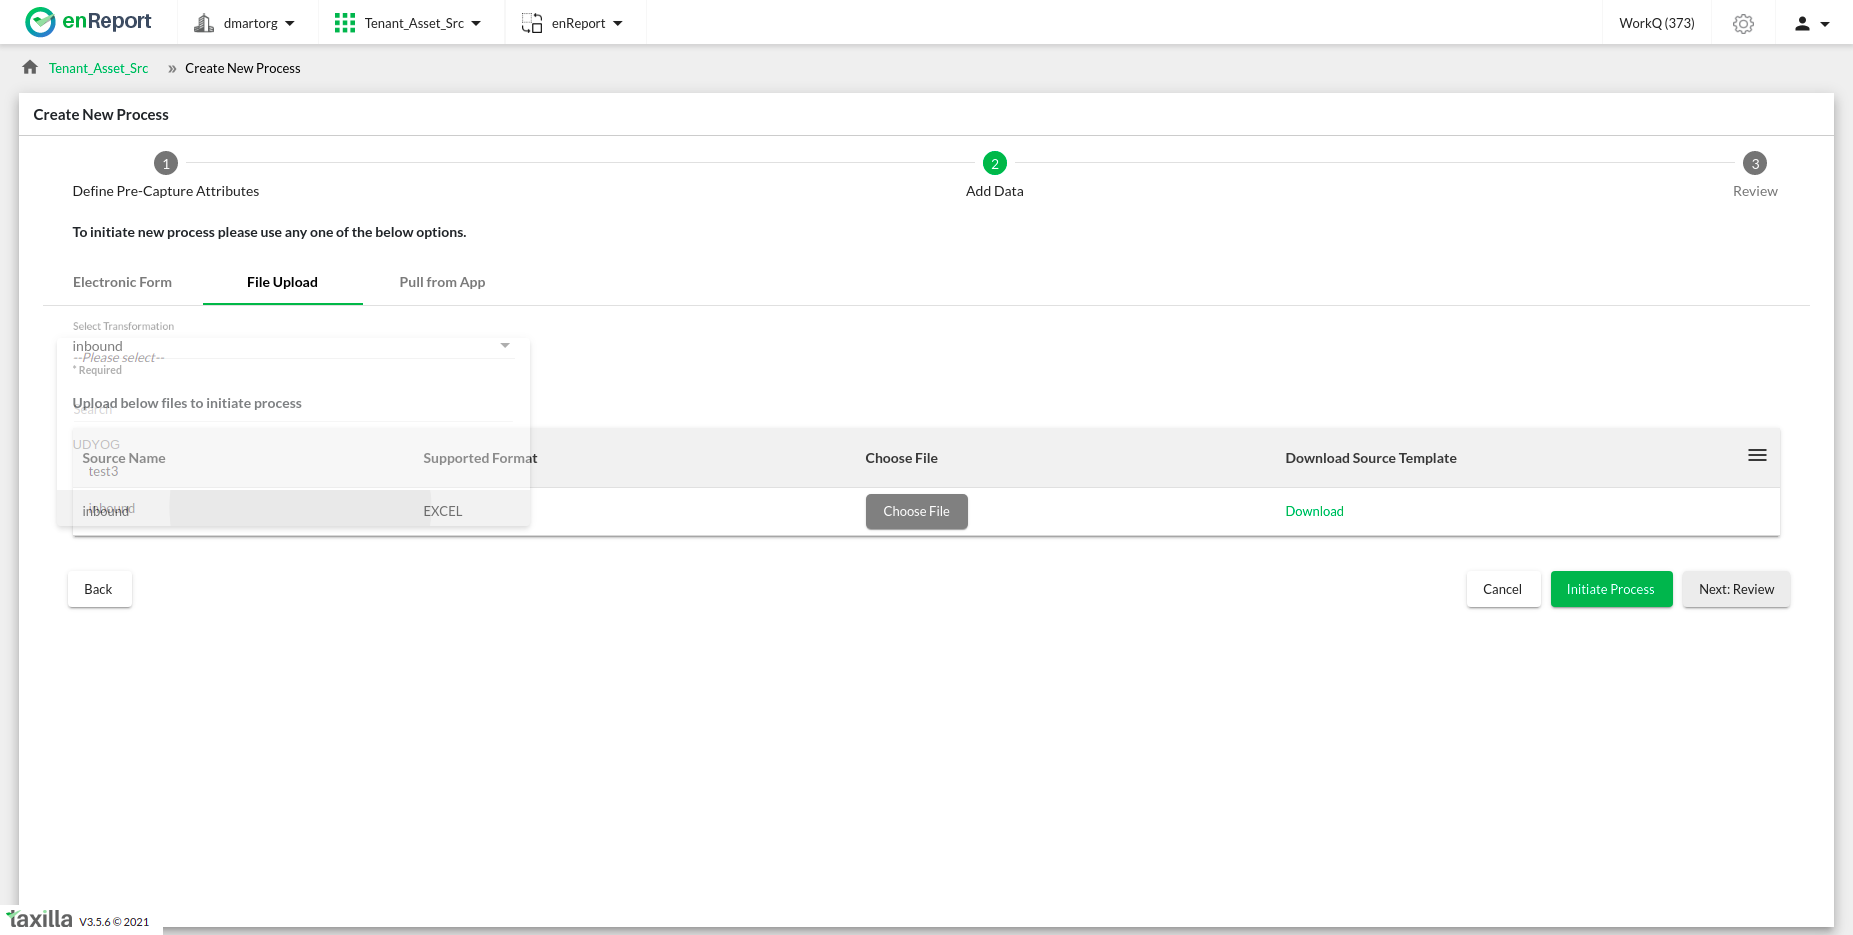 enReport
dmartorg
Tenant_Asset_Src
enReport
WorkQ (373)
Tenant_Asset_Src » Create New Process
Create New Process
1
2
3
Define Pre-Capture Attributes
Add Data
Review
To initiate new process please use any one of the below options.
Electronic Form
File Upload
Pull from App
Select Transformation
inbound
--Please select--
* Required
Upload below files to initiate process
Search
UDYOG
Source Name
Supported Format
Choose File
Download Source Template
test3
inbound
inbound
EXCEL
Choose File
Download
Back
Cancel
Initiate Process
Next: Review
taxilla V3.5.6 © 2021